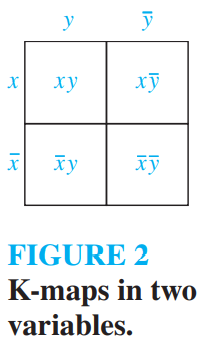 y ȳ
x xy xȳ
x̄ x̄y x̄ȳ
FIGURE 2
K-maps in two
variables.